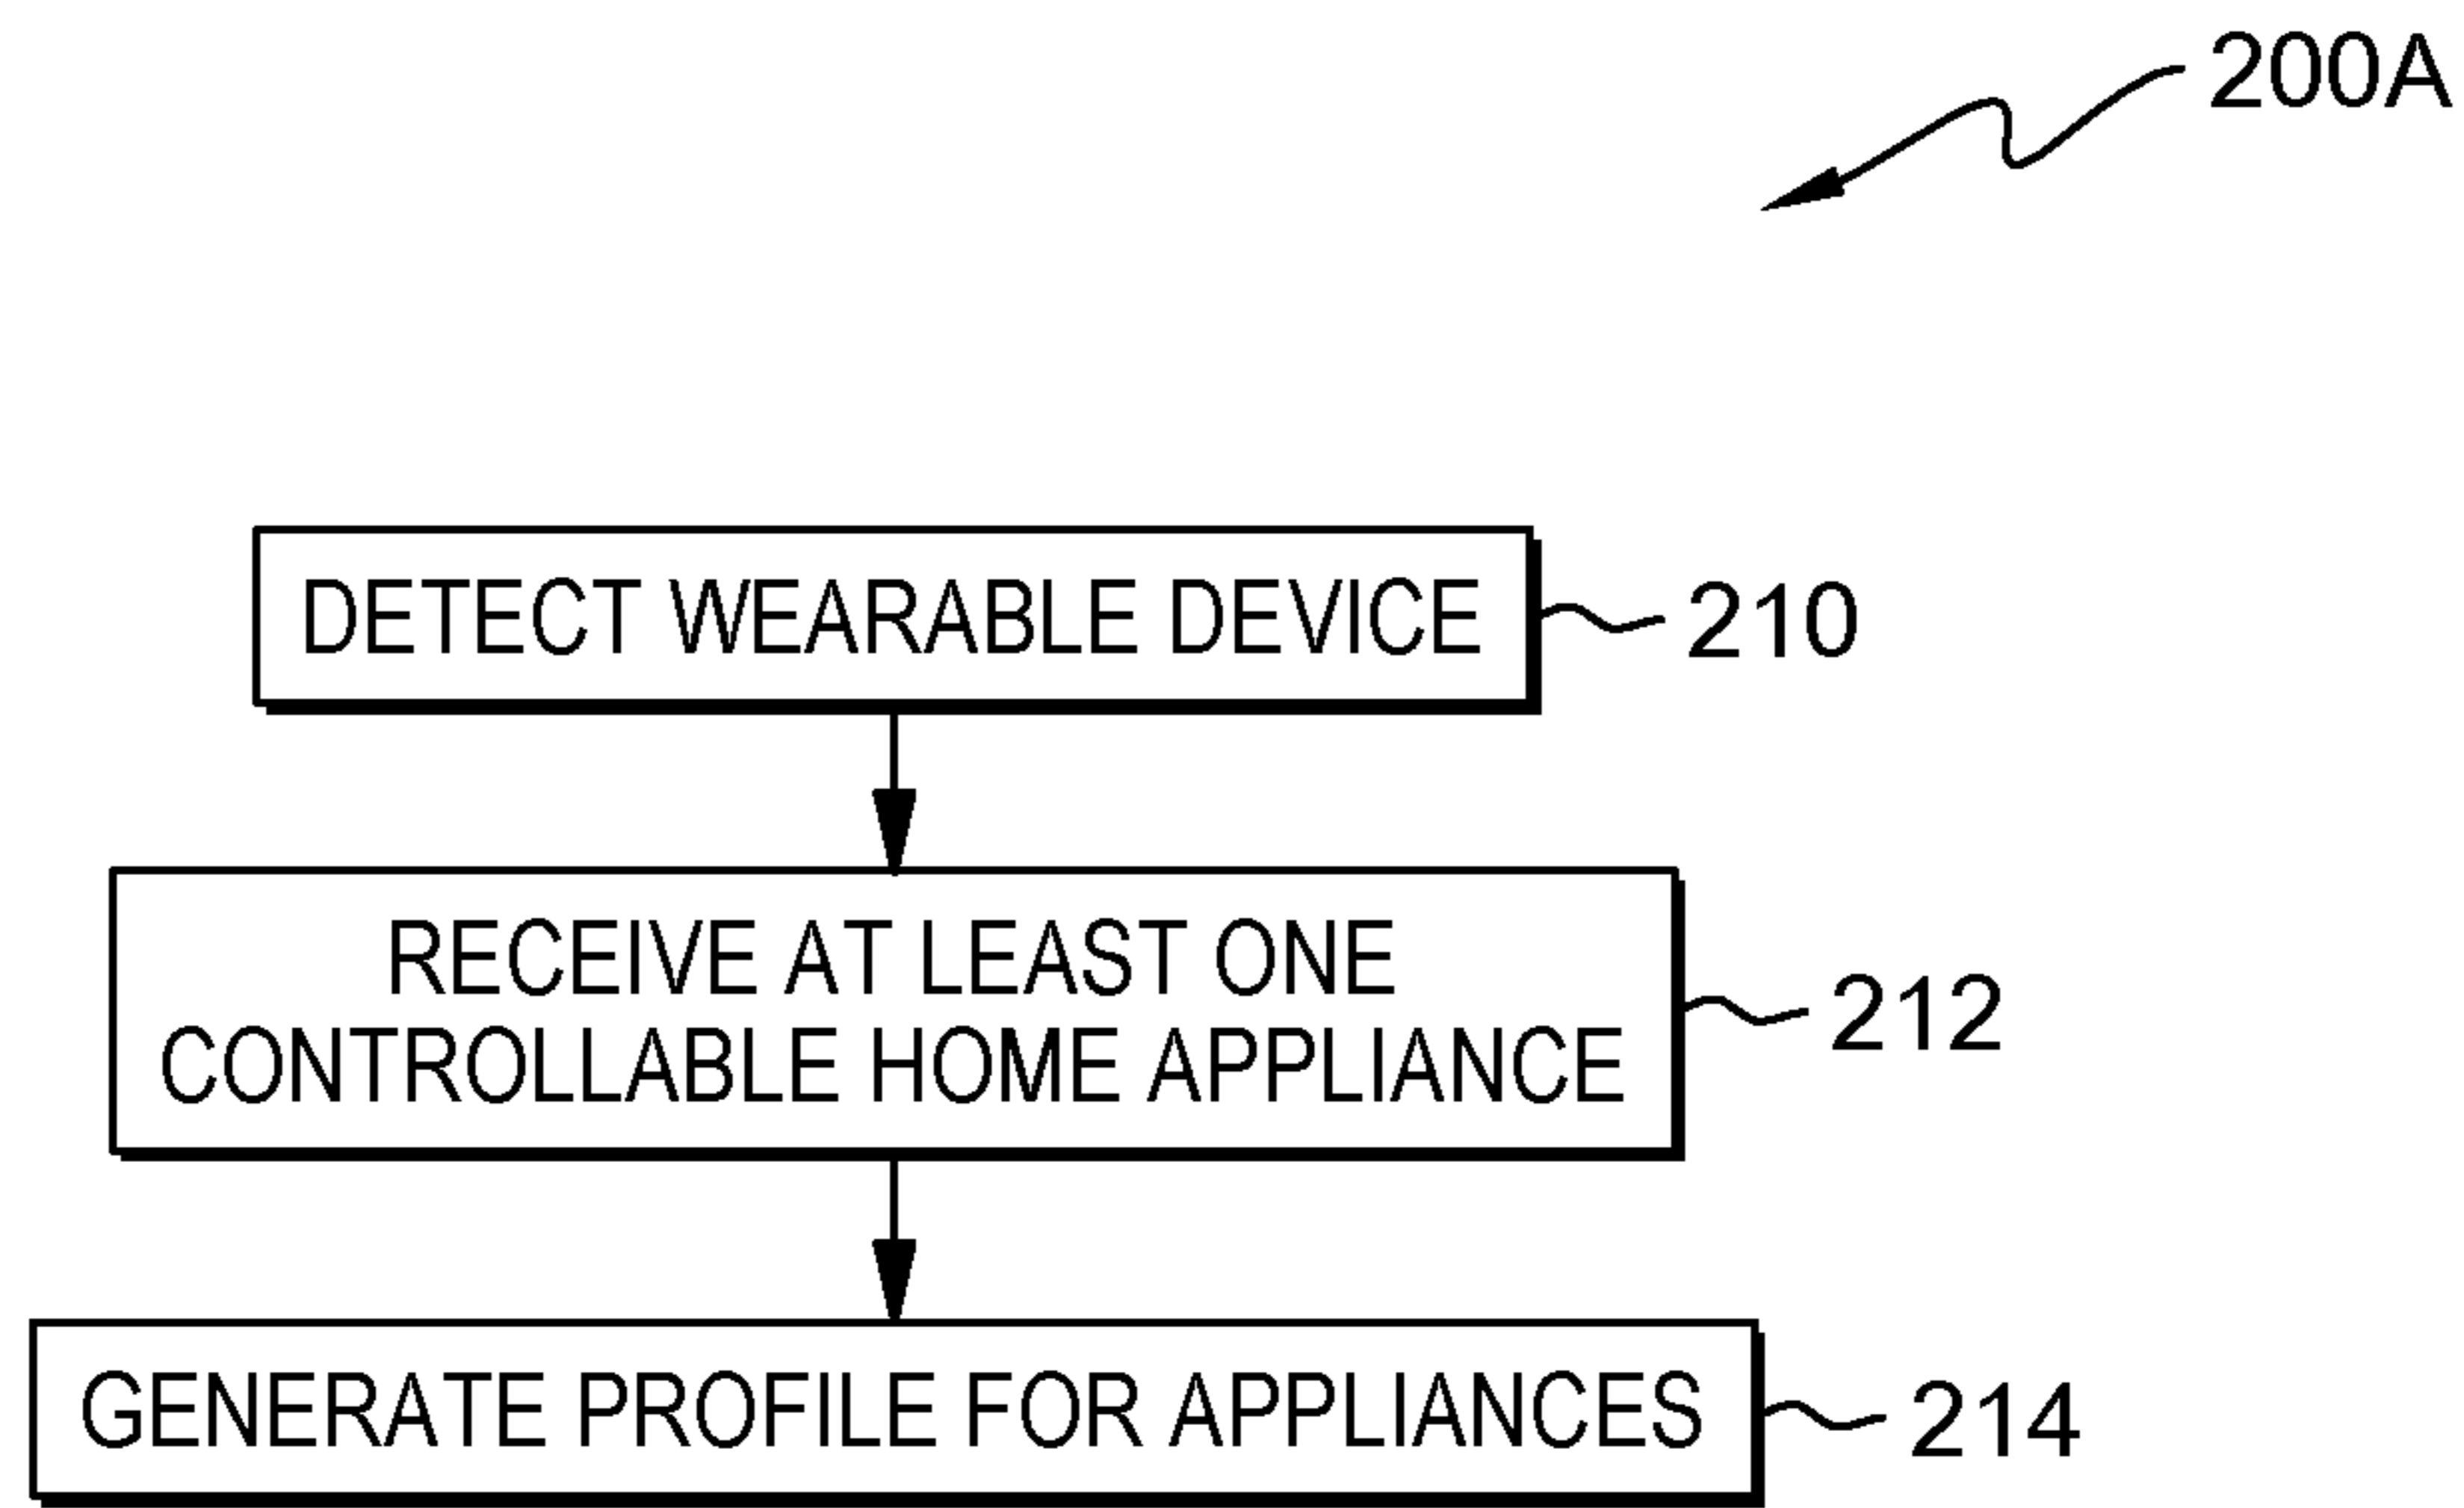 200A
DETECT WEARABLE DEVICE
210
RECEIVE AT LEAST ONE
CONTROLLABLE HOME APPLIANCE
212
GENERATE PROFILE FOR APPLIANCES
214